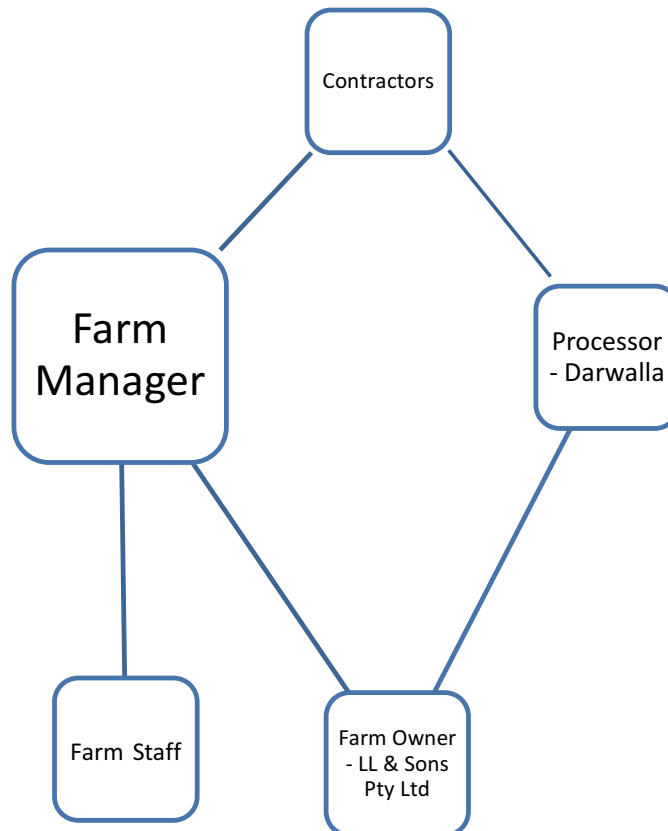 Contractors
Farm
Manager
Processor
- Darwalla
Farm Staff
Farm Owner
- LL & Sons
Pty Ltd